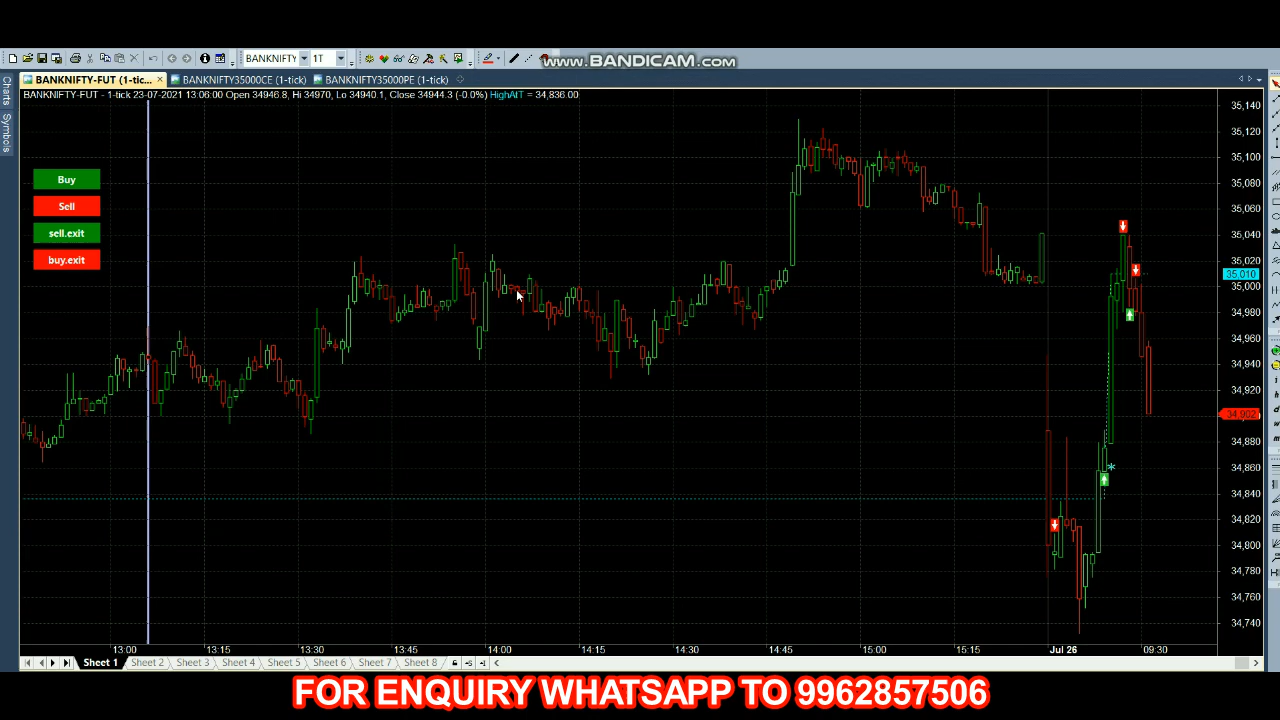 www.BANDICAM.com
BANKNIFTY 1T
BANKNIFTY-FUT (1-tic... BANKNIFTY35000CE (1-tick) BANKNIFTY35000PE (1-tick)
BANKNIFTY-FUT - 1-tick 23-07-2021 13:06:00 Open 34946.8, Hi 34970, Lo 34940.1, Close 34944.3 (-0.0%) HighAtT = 34,836.00
Charts
Symbols
Buy
Sell
sell.exit
buy.exit
35,140
35,120
35,100
35,080
35,060
35,040
35,020
35,010
35,000
34,980
34,960
34,940
34,920
34,902
34,880
34,860
34,840
34,820
34,800
34,780
34,760
34,740
13:00 13:15 13:30 13:45 14:00 14:15 14:30 14:45 15:00 15:15 Jul 26 09:30
Sheet 1 Sheet 2 Sheet 3 Sheet 4 Sheet 5 Sheet 6 Sheet 7 Sheet 8
FOR ENQUIRY WHATSAPP TO 9962857506